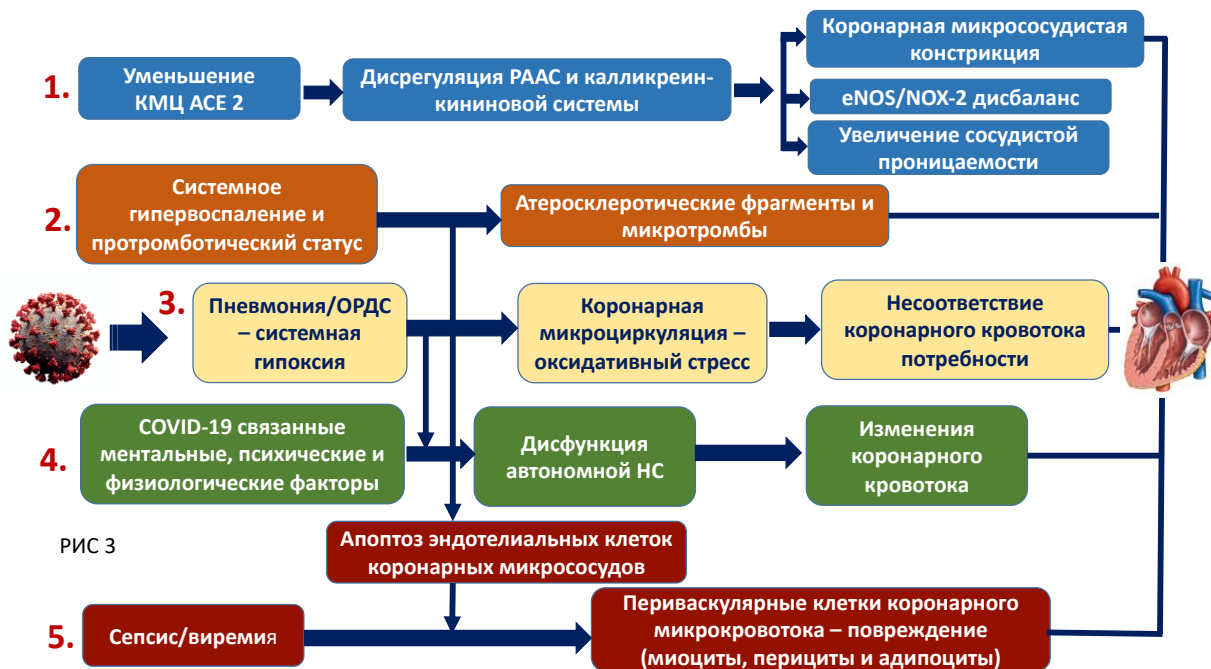 1.
Уменьшение
КМЦ АСЕ 2
Дисрегуляция РААС и калликреин-
кининовой системы
Коронарная микрососудистая
констрикция
eNOS/NOX-2 дисбаланс
Увеличение сосудистой
проницаемости
2.
Системное
гипервоспаление и
протромботический статус
Атеросклеротические фрагменты и
микротромбы
3.
Пневмония/ОРДС
– системная
гипоксия
Коронарная
микроциркуляция –
оксидативный стресс
Несоответствие
коронарного кровотока
потребности
4.
COVID-19 связанные
ментальные, психические и
физиологические факторы
Дисфункция
автономной НС
Изменения
коронарного
кровотока
РИС 3
Апоптоз эндотелиальных клеток
коронарных микрососудов
5.
Сепсис/виремия
Периваскулярные клетки коронарного
микрокровотока – повреждение
(миоциты, перициты и адипоциты)